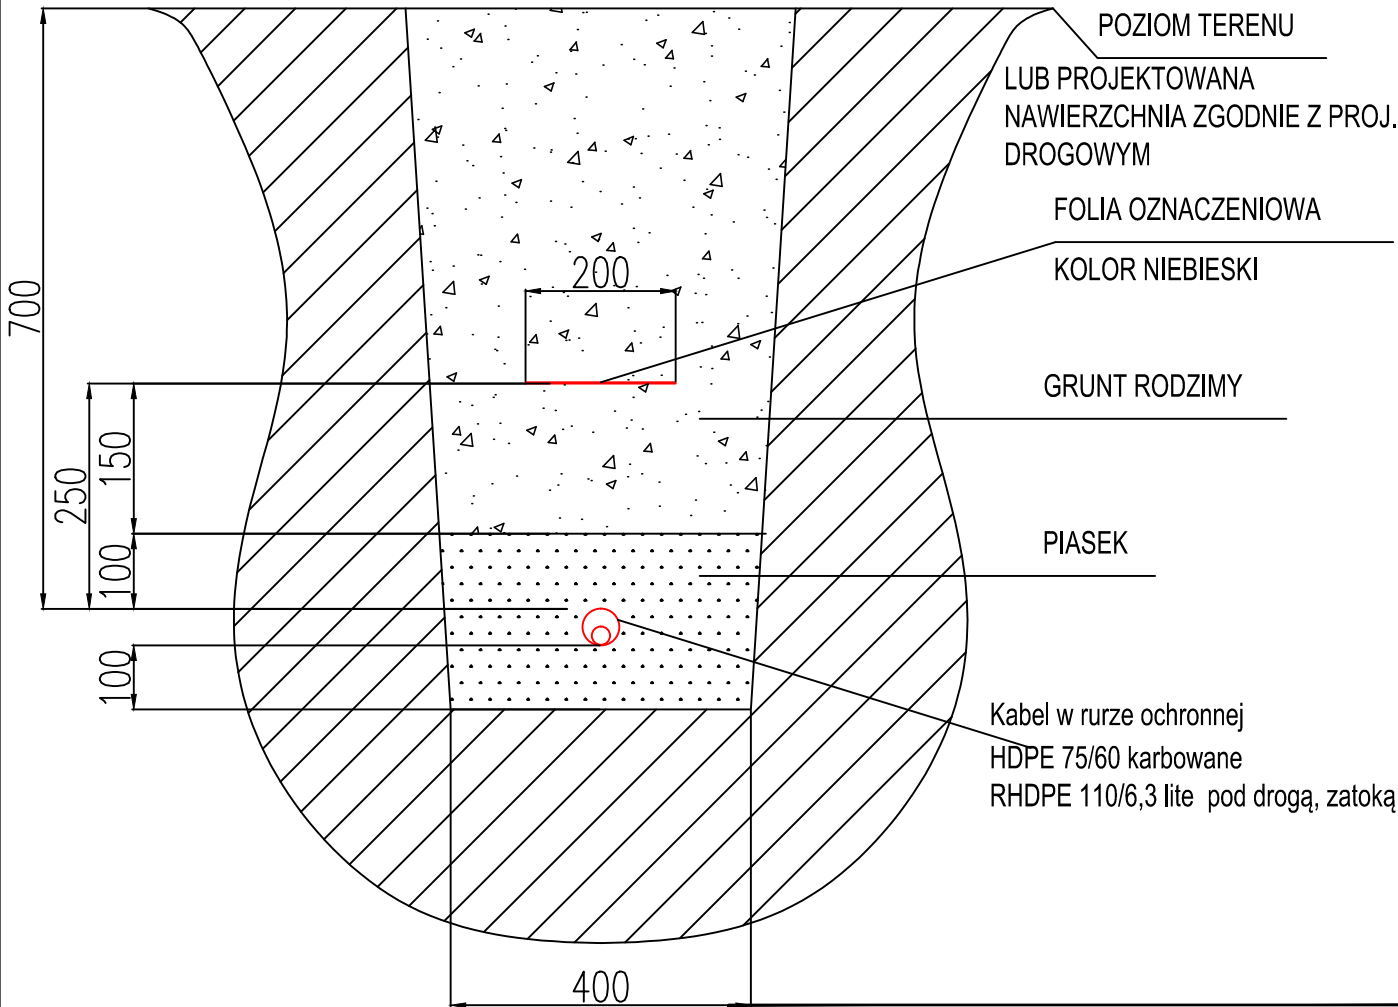 POZIOM TERENU
LUB PROJEKTOWANA
NAWIERZCHNIA ZGODNIE Z PROJ.
DROGOWYM
FOLIA OZNACZENIOWA
KOLOR NIEBIESKI
200
700
GRUNT RODZIMY
150
250
PIASEK
100
100
Kabel w rurze ochronnej
HDPE 75/60 karbowane
RHDPE 110/6,3 lite pod drogą, zatoką
400